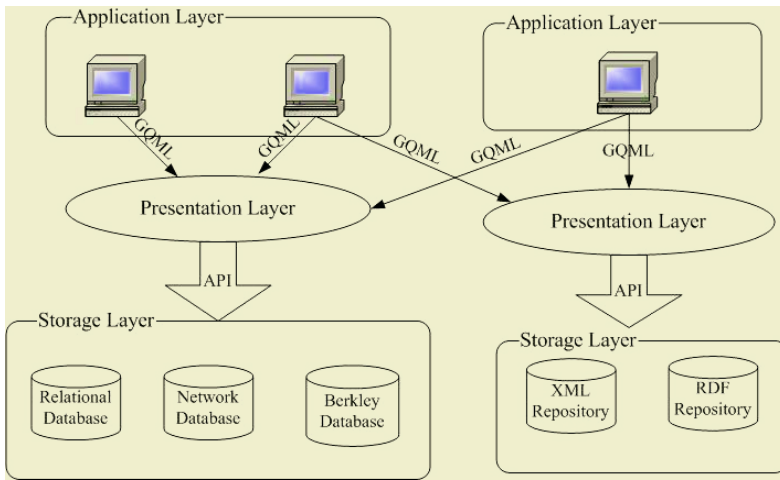 Application Layer
Application Layer
GQML
GQML
GQML
GQML
GQML
Presentation Layer
Presentation Layer
API
API
Storage Layer
Storage Layer
Relational
Database
Network
Database
Berkley
Database
XML
Repository
RDF
Repository